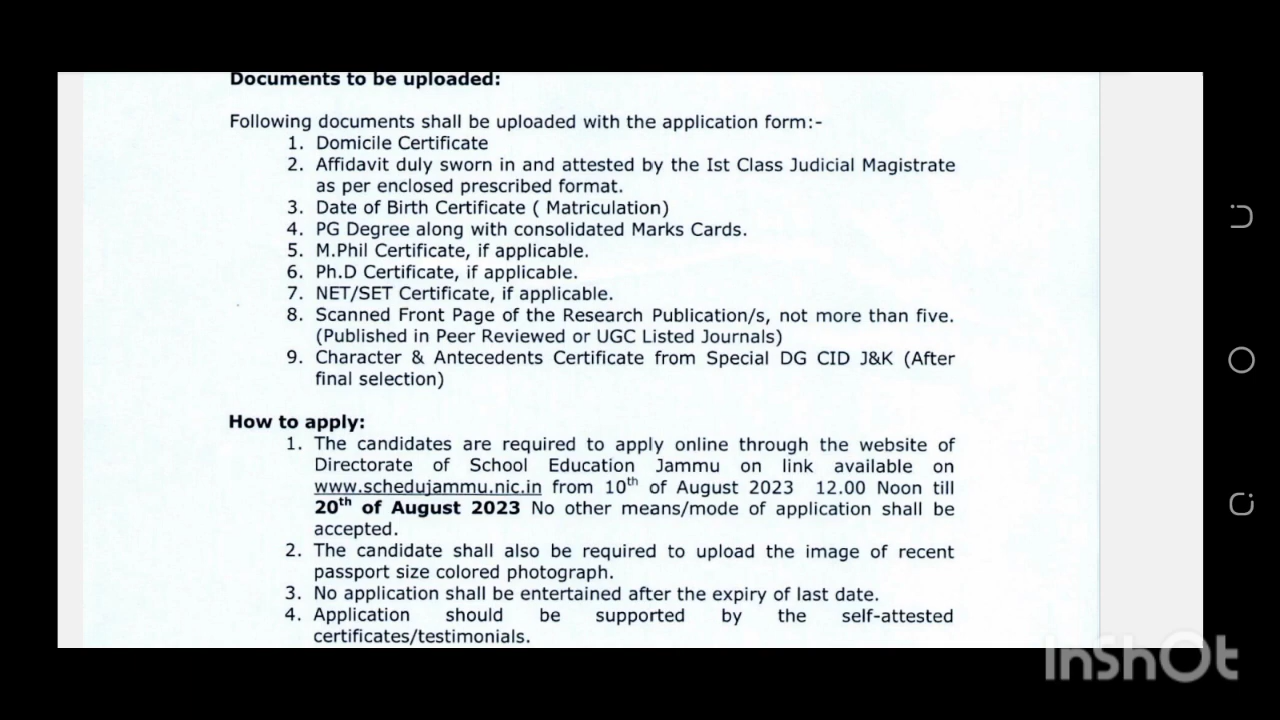 Documents to be uploaded:
Following documents shall be uploaded with the application form:-
1. Domicile Certificate
2. Affidavit duly sworn in and attested by the Ist Class Judicial Magistrate
as per enclosed prescribed format.
3. Date of Birth Certificate ( Matriculation)
4. PG Degree along with consolidated Marks Cards.
5. M.Phil Certificate, if applicable.
6. Ph.D Certificate, if applicable.
7. NET/SET Certificate, if applicable.
8. Scanned Front Page of the Research Publication/s, not more than five.
(Published in Peer Reviewed or UGC Listed Journals)
9. Character & Antecedents Certificate from Special DG CID J&K (After
final selection)
How to apply:
1. The candidates are required to apply online through the website of
Directorate of School Education Jammu on link available on
www.schedujammu.nic.in from 10th of August 2023 12.00 Noon till
20th of August 2023 No other means/mode of application shall be
accepted.
2. The candidate shall also be required to upload the image of recent
passport size colored photograph.
3. No application shall be entertained after the expiry of last date.
4. Application should be supported by the self-attested
certificates/testimonials.
InShOt